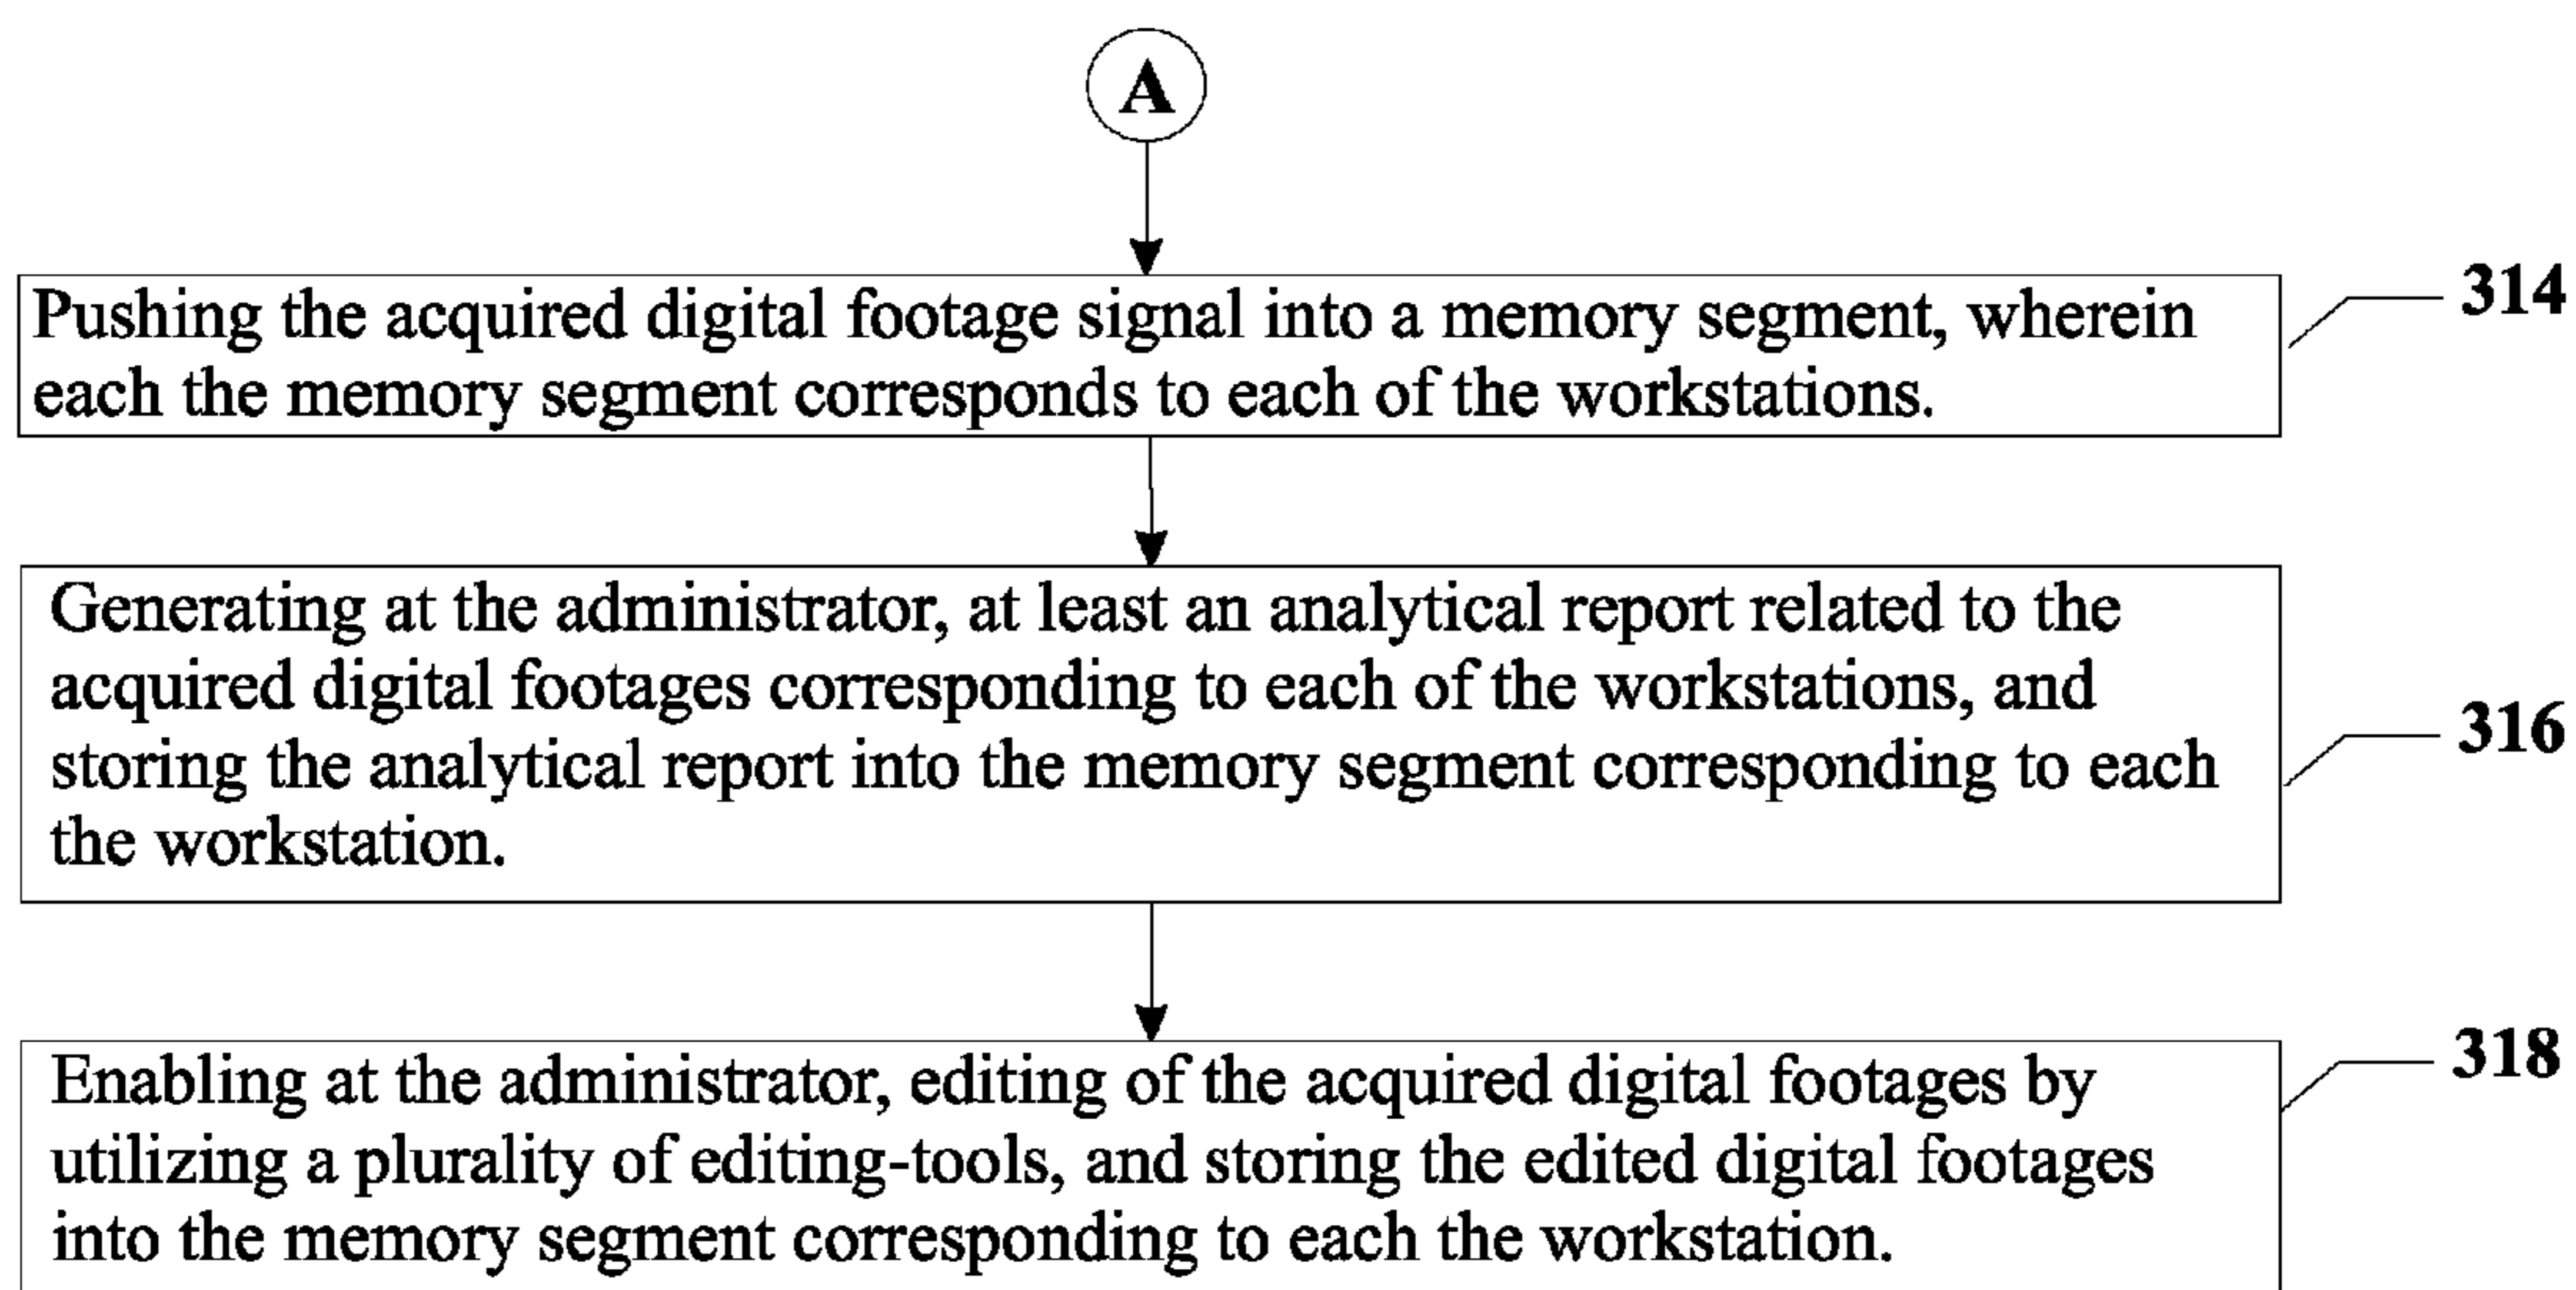 A
Pushing the acquired digital footage signal into a memory segment, wherein
each the memory segment corresponds to each of the workstations.
314
Generating at the administrator, at least an analytical report related to the
acquired digital footages corresponding to each of the workstations, and
storing the analytical report into the memory segment corresponding to each
the workstation.
316
Enabling at the administrator, editing of the acquired digital footages by
utilizing a plurality of editing-tools, and storing the edited digital footages
into the memory segment corresponding to each the workstation.
318